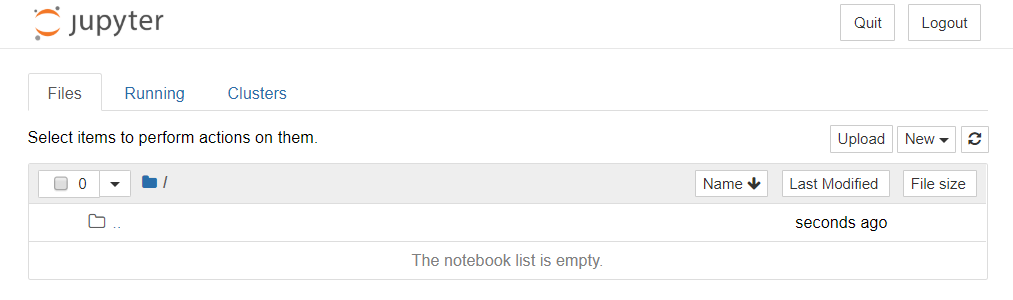 jupyter
Quit
Logout
Files
Running
Clusters
Select items to perform actions on them.
Upload
New
0
/
Name
Last Modified
File size
..
seconds ago
The notebook list is empty.